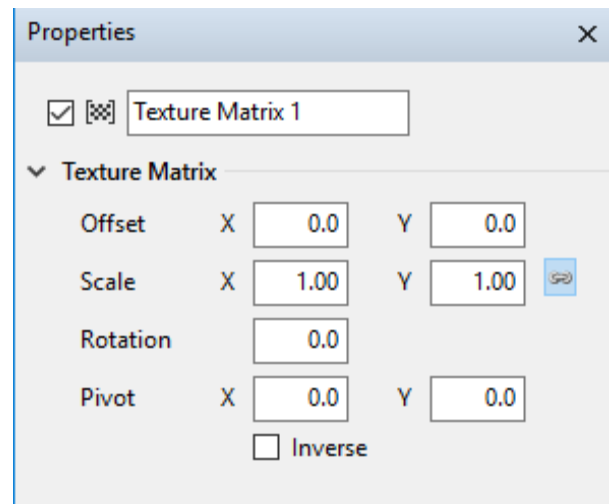 Properties
Texture Matrix 1
Texture Matrix
Offset X 0.0 Y 0.0
Scale X 1.00 Y 1.00
Rotation 0.0
Pivot X 0.0 Y 0.0
Inverse